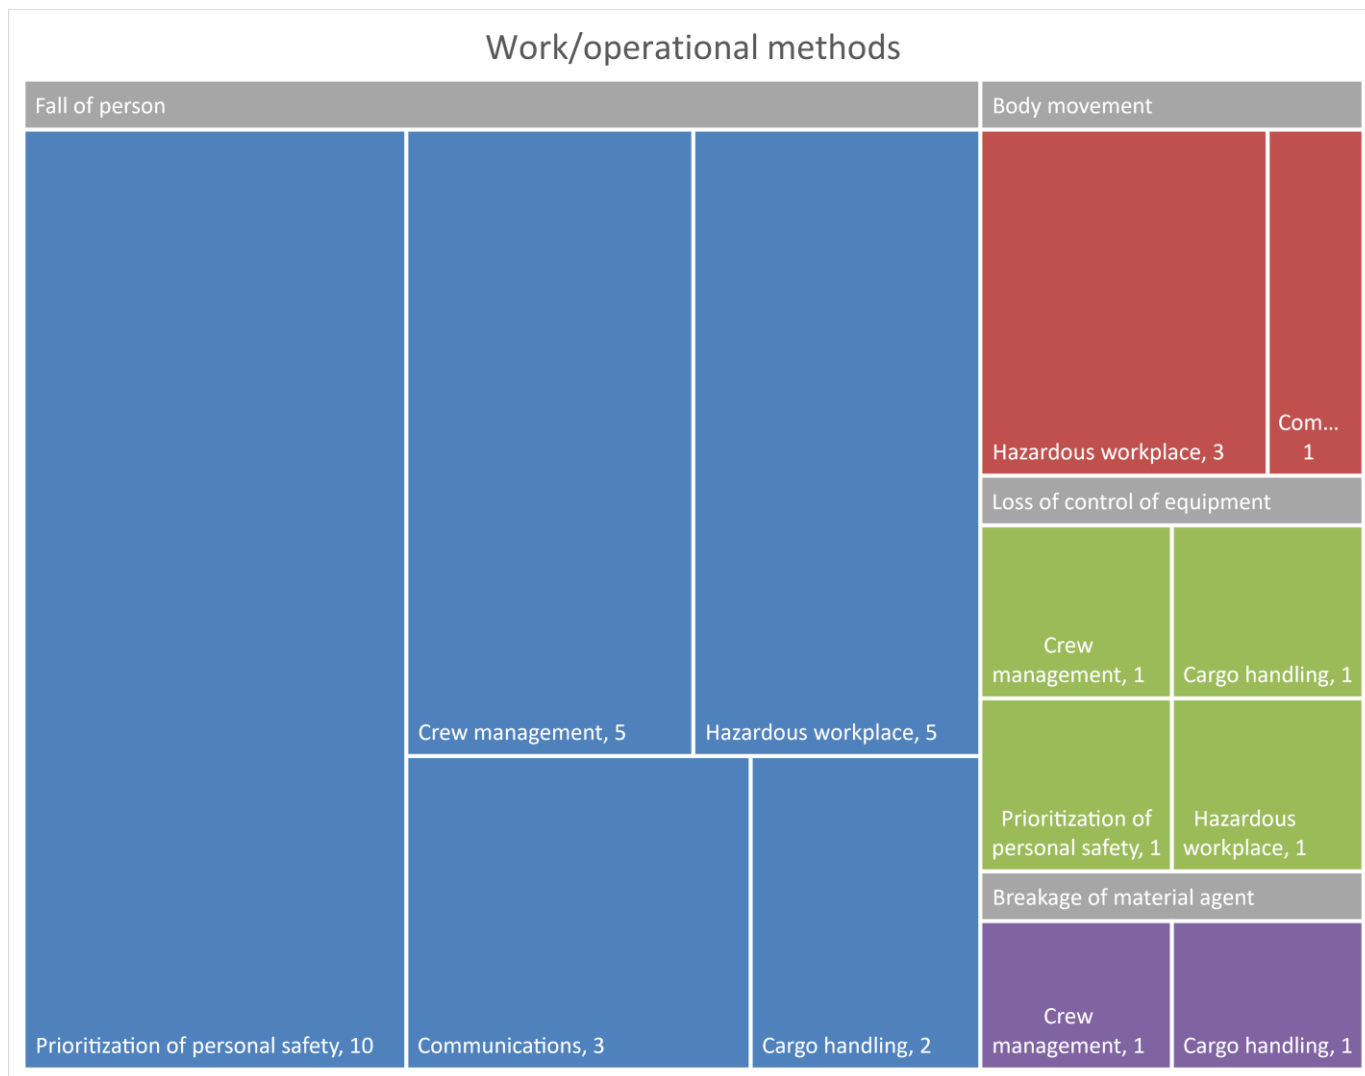 Work/operational methods
Fall of person
Prioritization of personal safety, 10
Crew management, 5
Hazardous workplace, 5
Communications, 3
Cargo handling, 2
Body movement
Hazardous workplace, 3
Com...
1
Loss of control of equipment
Crew
management, 1
Cargo handling, 1
Prioritization of
personal safety, 1
Hazardous
workplace, 1
Breakage of material agent
Crew
management, 1
Cargo handling, 1